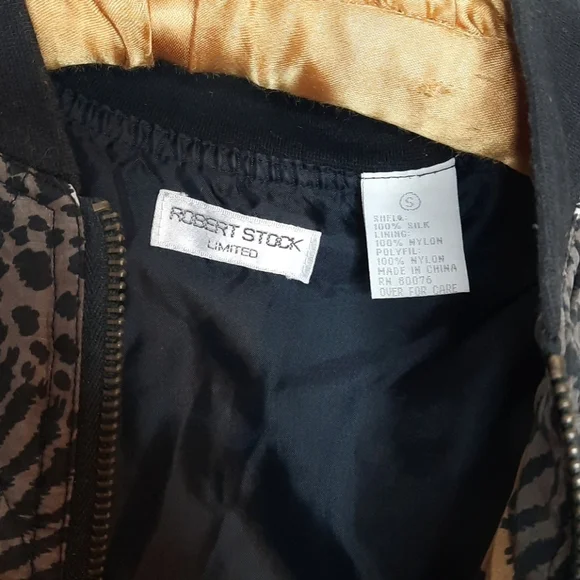 ROBERT STOCK
LIMITED
S
SHELL:
100% SILK
LINING:
100% NYLON
POLYFIL:
100% NYLON
MADE IN CHINA
RN 80076
OVER FOR CARE